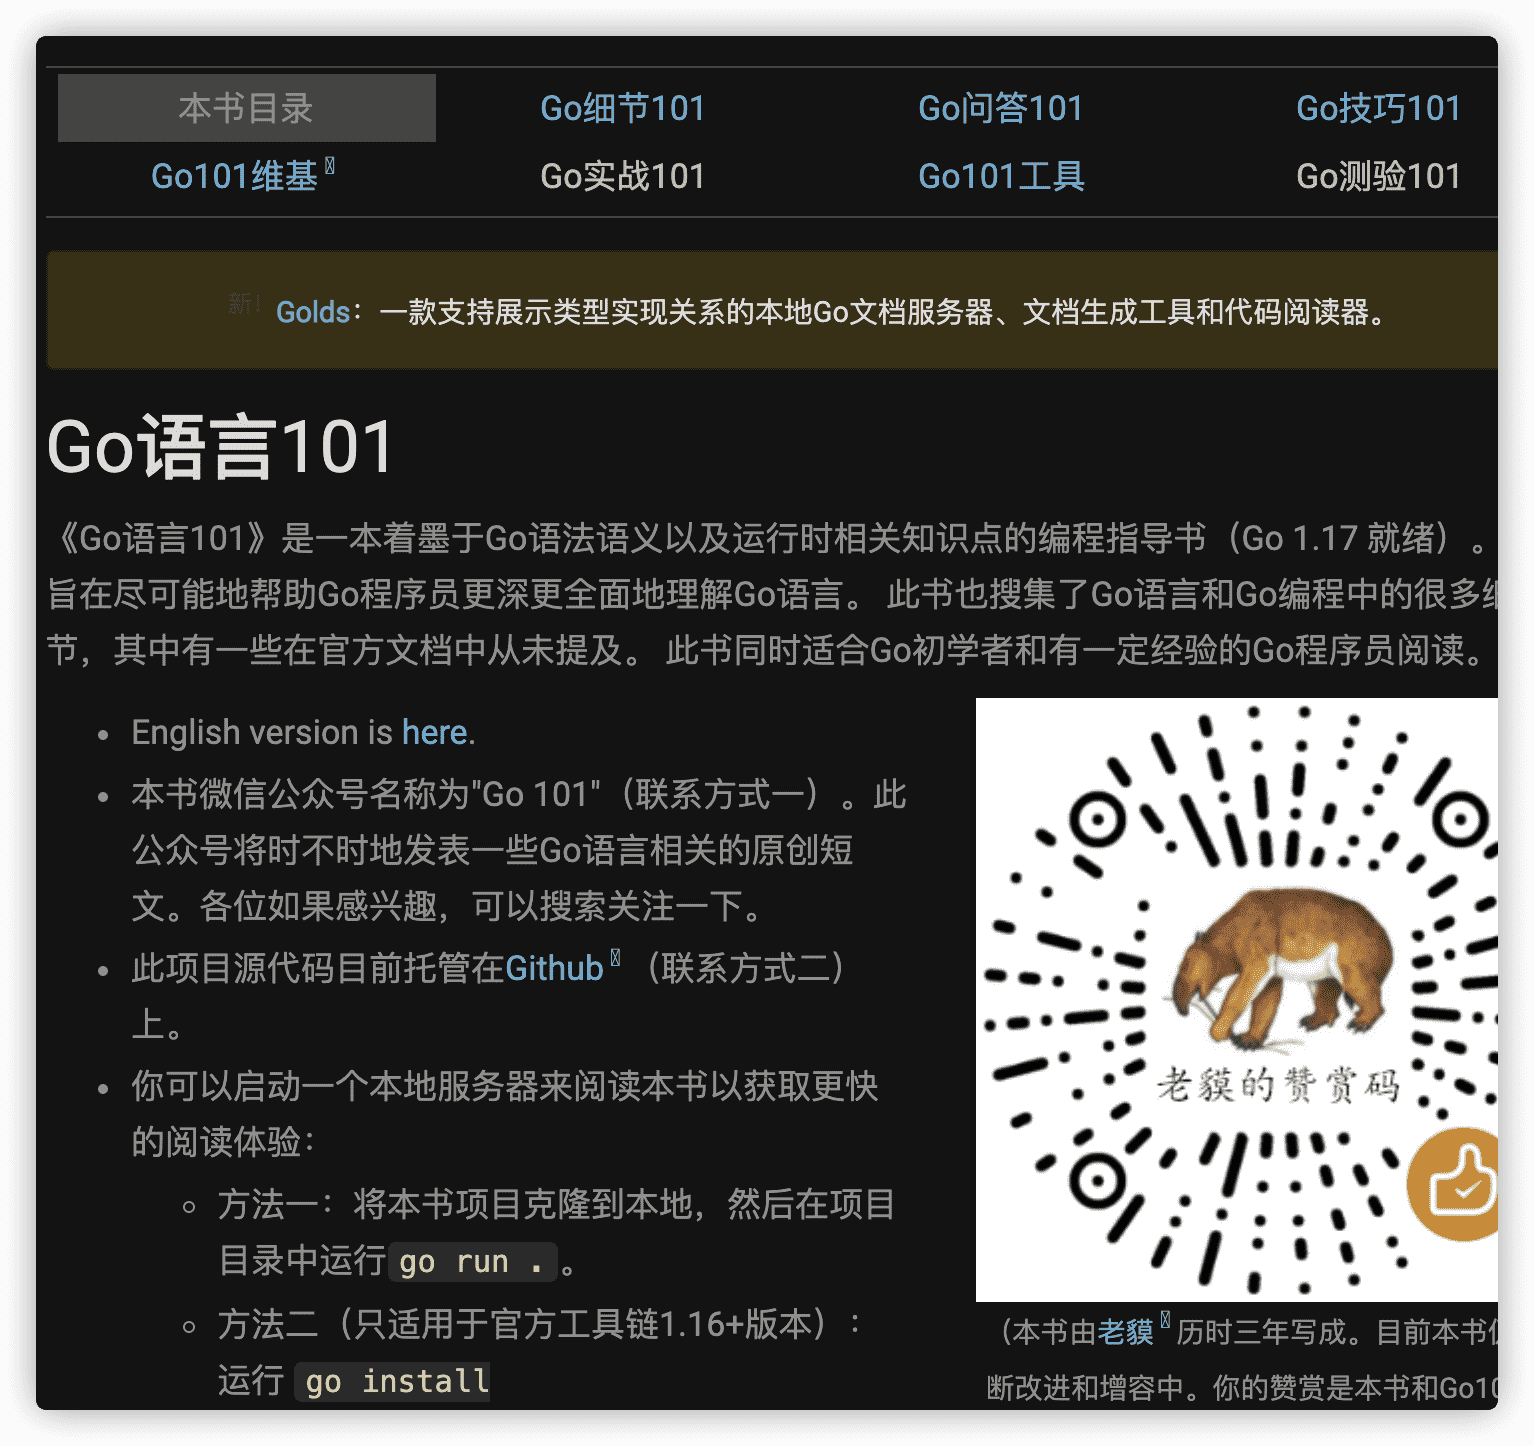 本书目录 Go细节101 Go问答101 Go技巧101
Go101维基 Go实战101 Go101工具 Go测验101
新! Golds：一款支持展示类型实现关系的本地Go文档服务器、文档生成工具和代码阅读器。
Go语言101
《Go语言101》是一本着墨于Go语法语义以及运行时相关知识点的编程指导书（Go 1.17 就绪）。
旨在尽可能地帮助Go程序员更深更全面地理解Go语言。 此书也搜集了Go语言和Go编程中的很多细
节，其中有一些在官方文档中从未提及。 此书同时适合Go初学者和有一定经验的Go程序员阅读。
English version is here.
本书微信公众号名称为"Go 101"（联系方式一）。此
公众号将时不时地发表一些Go语言相关的原创短
文。各位如果感兴趣，可以搜索关注一下。
此项目源代码目前托管在Github（联系方式二）
上。
你可以启动一个本地服务器来阅读本书以获取更快
的阅读体验：
方法一：将本书项目克隆到本地，然后在项目
目录中运行go run .。
方法二（只适用于官方工具链1.16+版本）：
运行 go install
老貘的赞赏码
（本书由老貘历时三年写成。目前本书
断改进和增容中。你的赞赏是本书和Go10